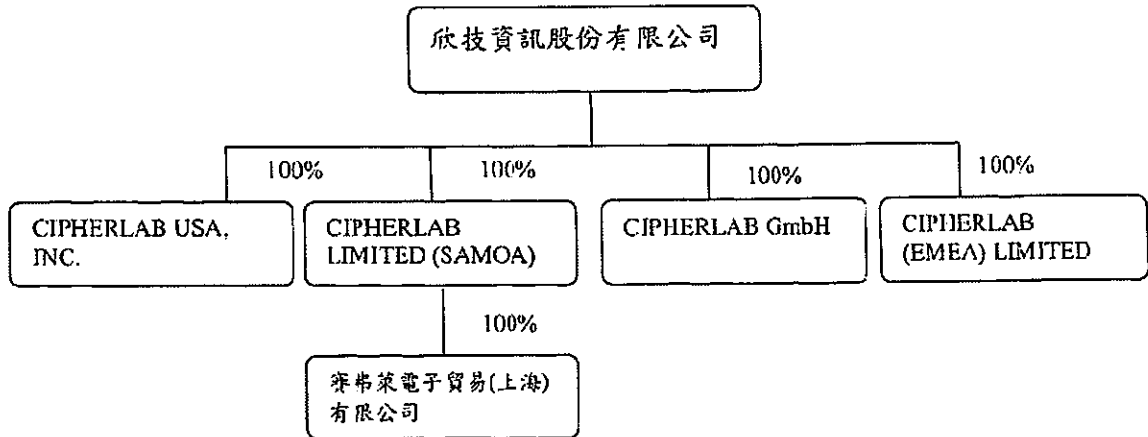 欣技資訊股份有限公司
100%
100%
100%
100%
CIPHERLAB USA,
INC.
CIPHERLAB
LIMITED (SAMOA)
CIPHERLAB GmbH
CIPHERLAB
(EMEA) LIMITED
100%
賽弗萊電子貿易(上海)
有限公司